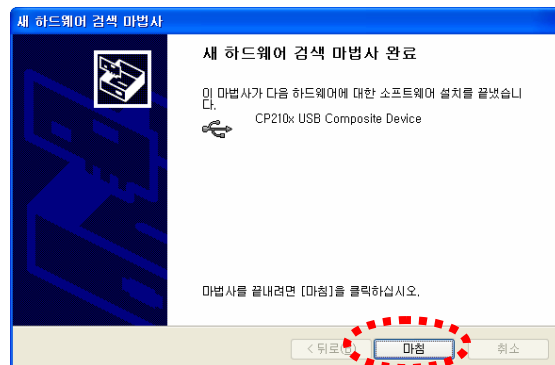 새 하드웨어 검색 마법사
새 하드웨어 검색 마법사 완료
이 마법사가 다음 하드웨어에 대한 소프트웨어 설치를 끝냈습니
다.
CP210x USB Composite Device
마법사를 끝내려면 [마침]을 클릭하십시오.
< 뒤로(B) 마침 취소